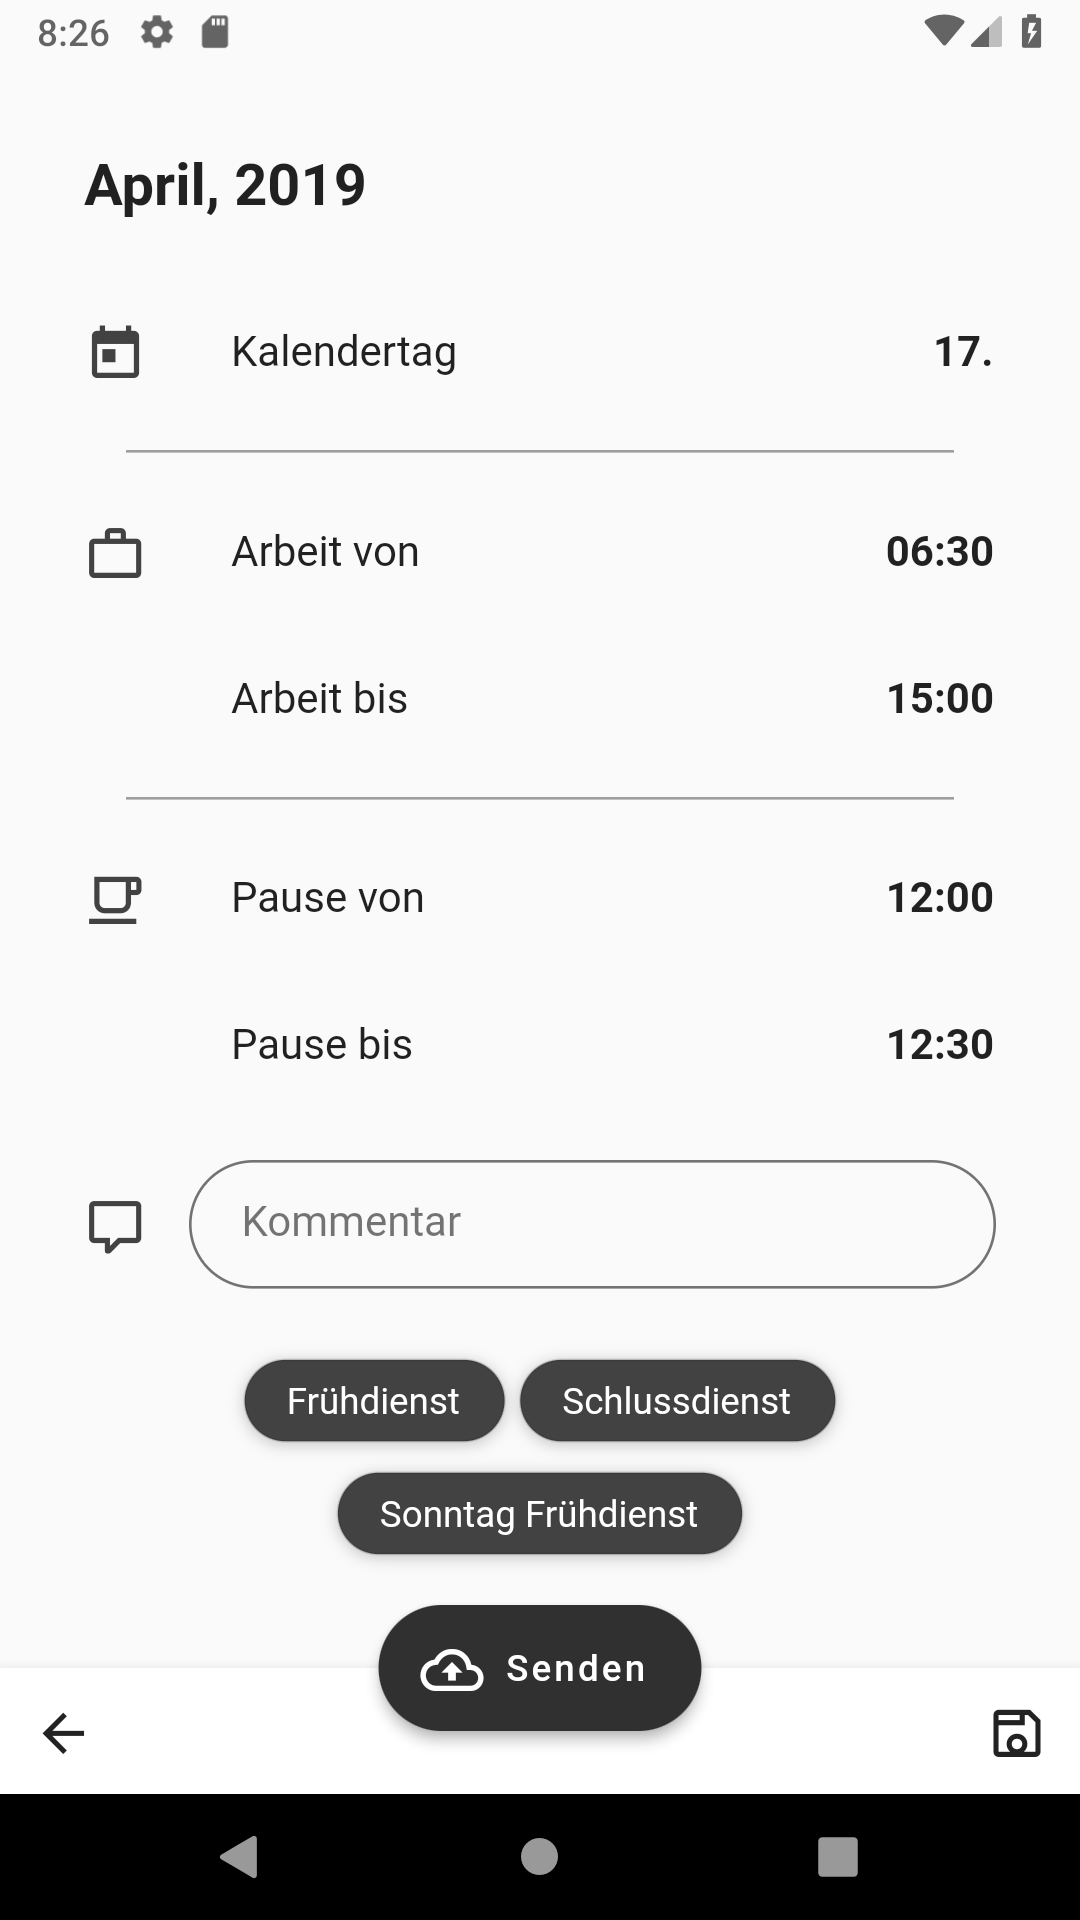 8:26
April, 2019
Kalendertag 17.
Arbeit von 06:30
Arbeit bis 15:00
Pause von 12:00
Pause bis 12:30
Kommentar
Frühdienst Schlussdienst
Sonntag Frühdienst
Senden